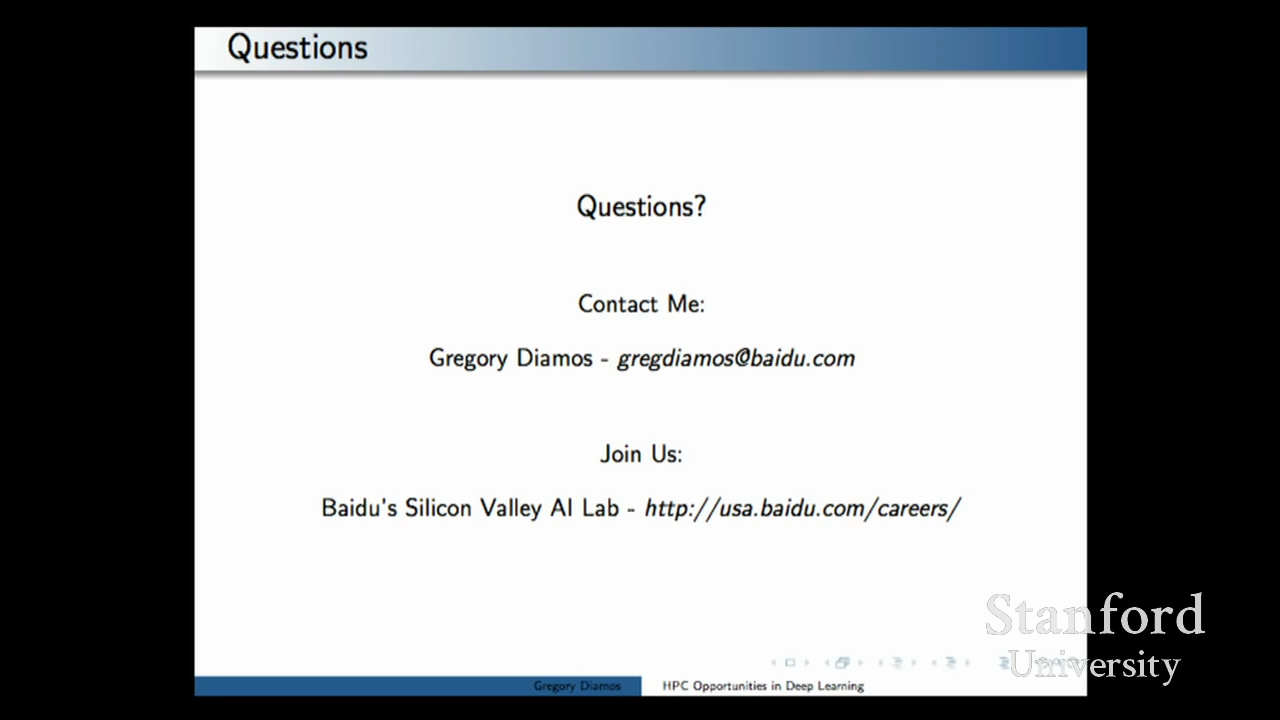 Questions
Questions?
Contact Me:
Gregory Diamos - gregdiamos@baidu.com
Join Us:
Baidu's Silicon Valley AI Lab - http://usa.baidu.com/careers/
Stanford
University
Gregory Diamos
HPC Opportunities in Deep Learning